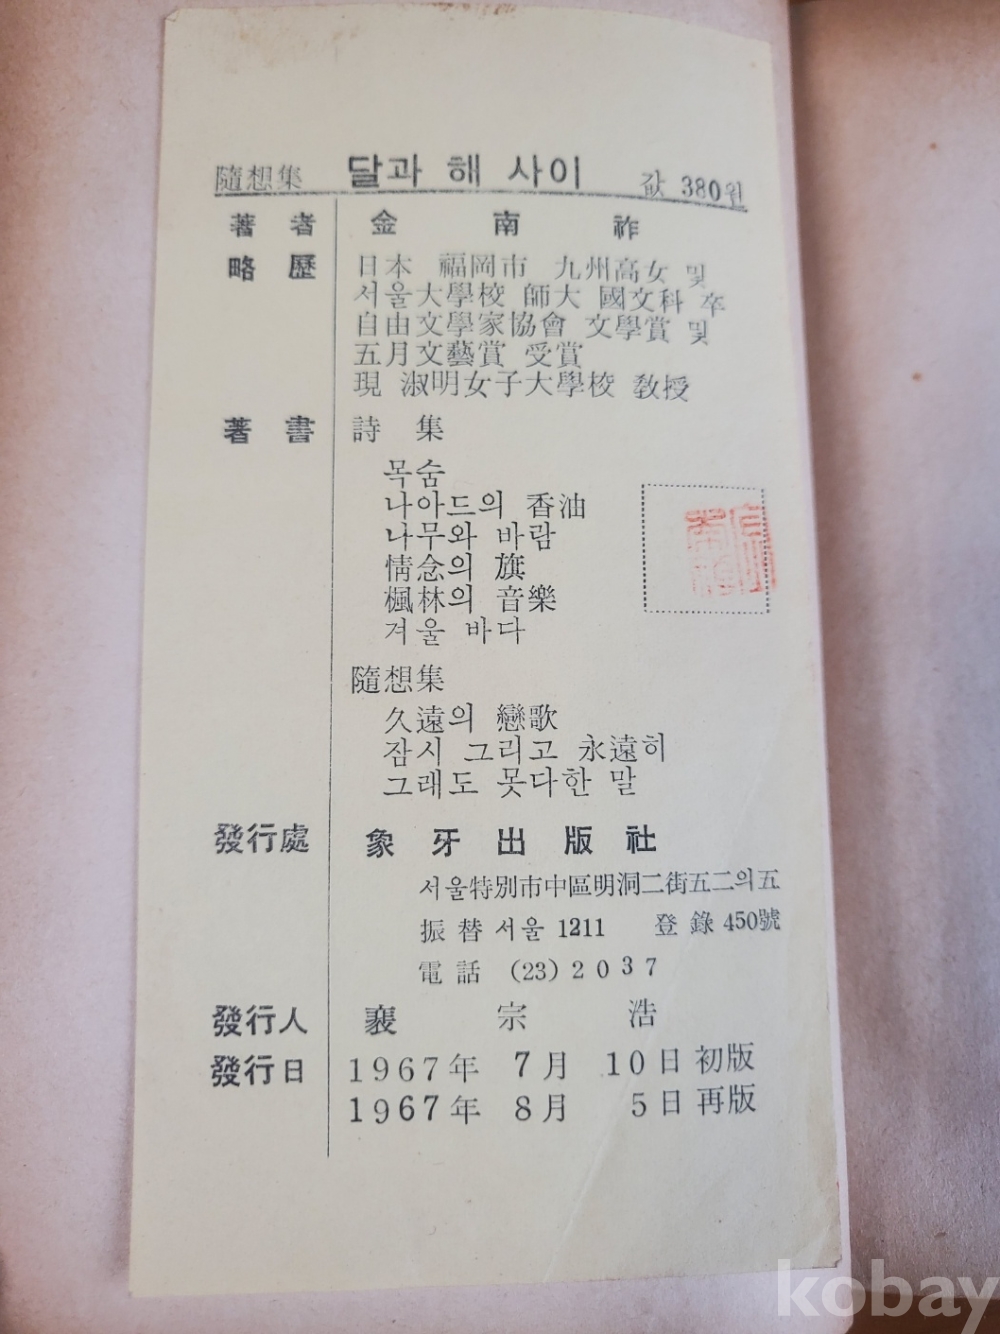 隨想集 달과 해 사이 값 380원
著者 金南祚
略歷 日本 福岡市 九州高女 및
서울大學校 師大 國文科 卒
自由文學家協會 文學賞 및
五月文藝賞 受賞
現 淑明女子大學校 敎授
著書 詩集
목숨
나아드의 香油
나무와 바람
情念의 旗
楓林의 音樂
겨울 바다
隨想集
久遠의 戀歌
잠시 그리고 永遠히
그래도 못다한 말
發行處 象牙出版社
서울特別市中區明洞二街五二의五
振替 서울 1211 登錄 450號
電話 (23) 2037
發行人 裵宗浩
發行日 1967年 7月 10日 初版
1967年 8月 5日 再版
kobay